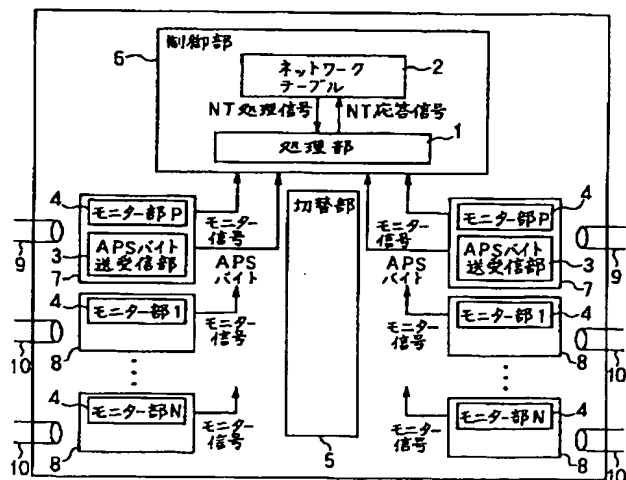 6
制御部
ネットワーク
テーブル
2
NT処理信号
NT応答信号
処理部
1
4
モニター部P
モニター
信号
APSバイト
送受信部
3
7
9
APS
バイト
4
モニター部1
8
10
モニター
信号
4
モニター部N
8
10
モニター
信号
切替部
5
モニター部P
4
モニター
信号
APSバイト
送受信部
3
7
9
APS
バイト
モニター部1
4
8
10
モニター
信号
モニター部N
4
8
10
モニター
信号